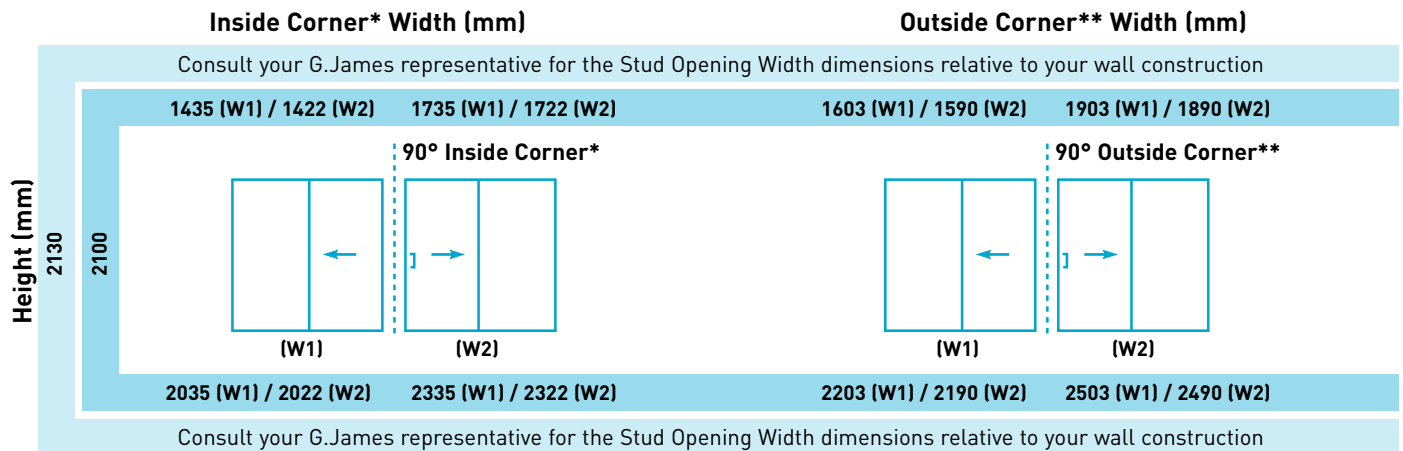 Inside Corner* Width (mm)
Outside Corner** Width (mm)
Consult your G.James representative for the Stud Opening Width dimensions relative to your wall construction
1435 (W1) / 1422 (W2)
1735 (W1) / 1722 (W2)
1603 (W1) / 1590 (W2)
1903 (W1) / 1890 (W2)
90° Inside Corner*
90° Outside Corner**
Height (mm)
2130
2100
(W1)
(W2)
(W1)
(W2)
2035 (W1) / 2022 (W2)
2335 (W1) / 2322 (W2)
2203 (W1) / 2190 (W2)
2503 (W1) / 2490 (W2)
Consult your G.James representative for the Stud Opening Width dimensions relative to your wall construction